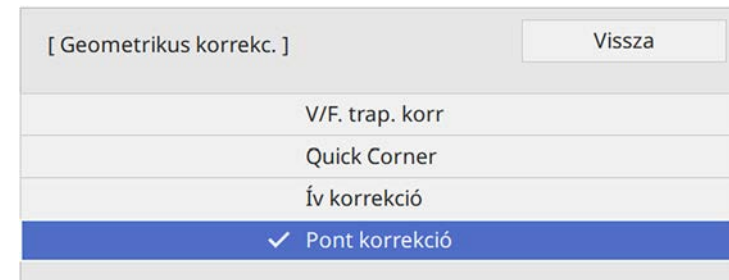 [ Geometrikus korrekc. ]
Vissza
V/F. trap. korr
Quick Corner
Ív korrekció
Pont korrekció